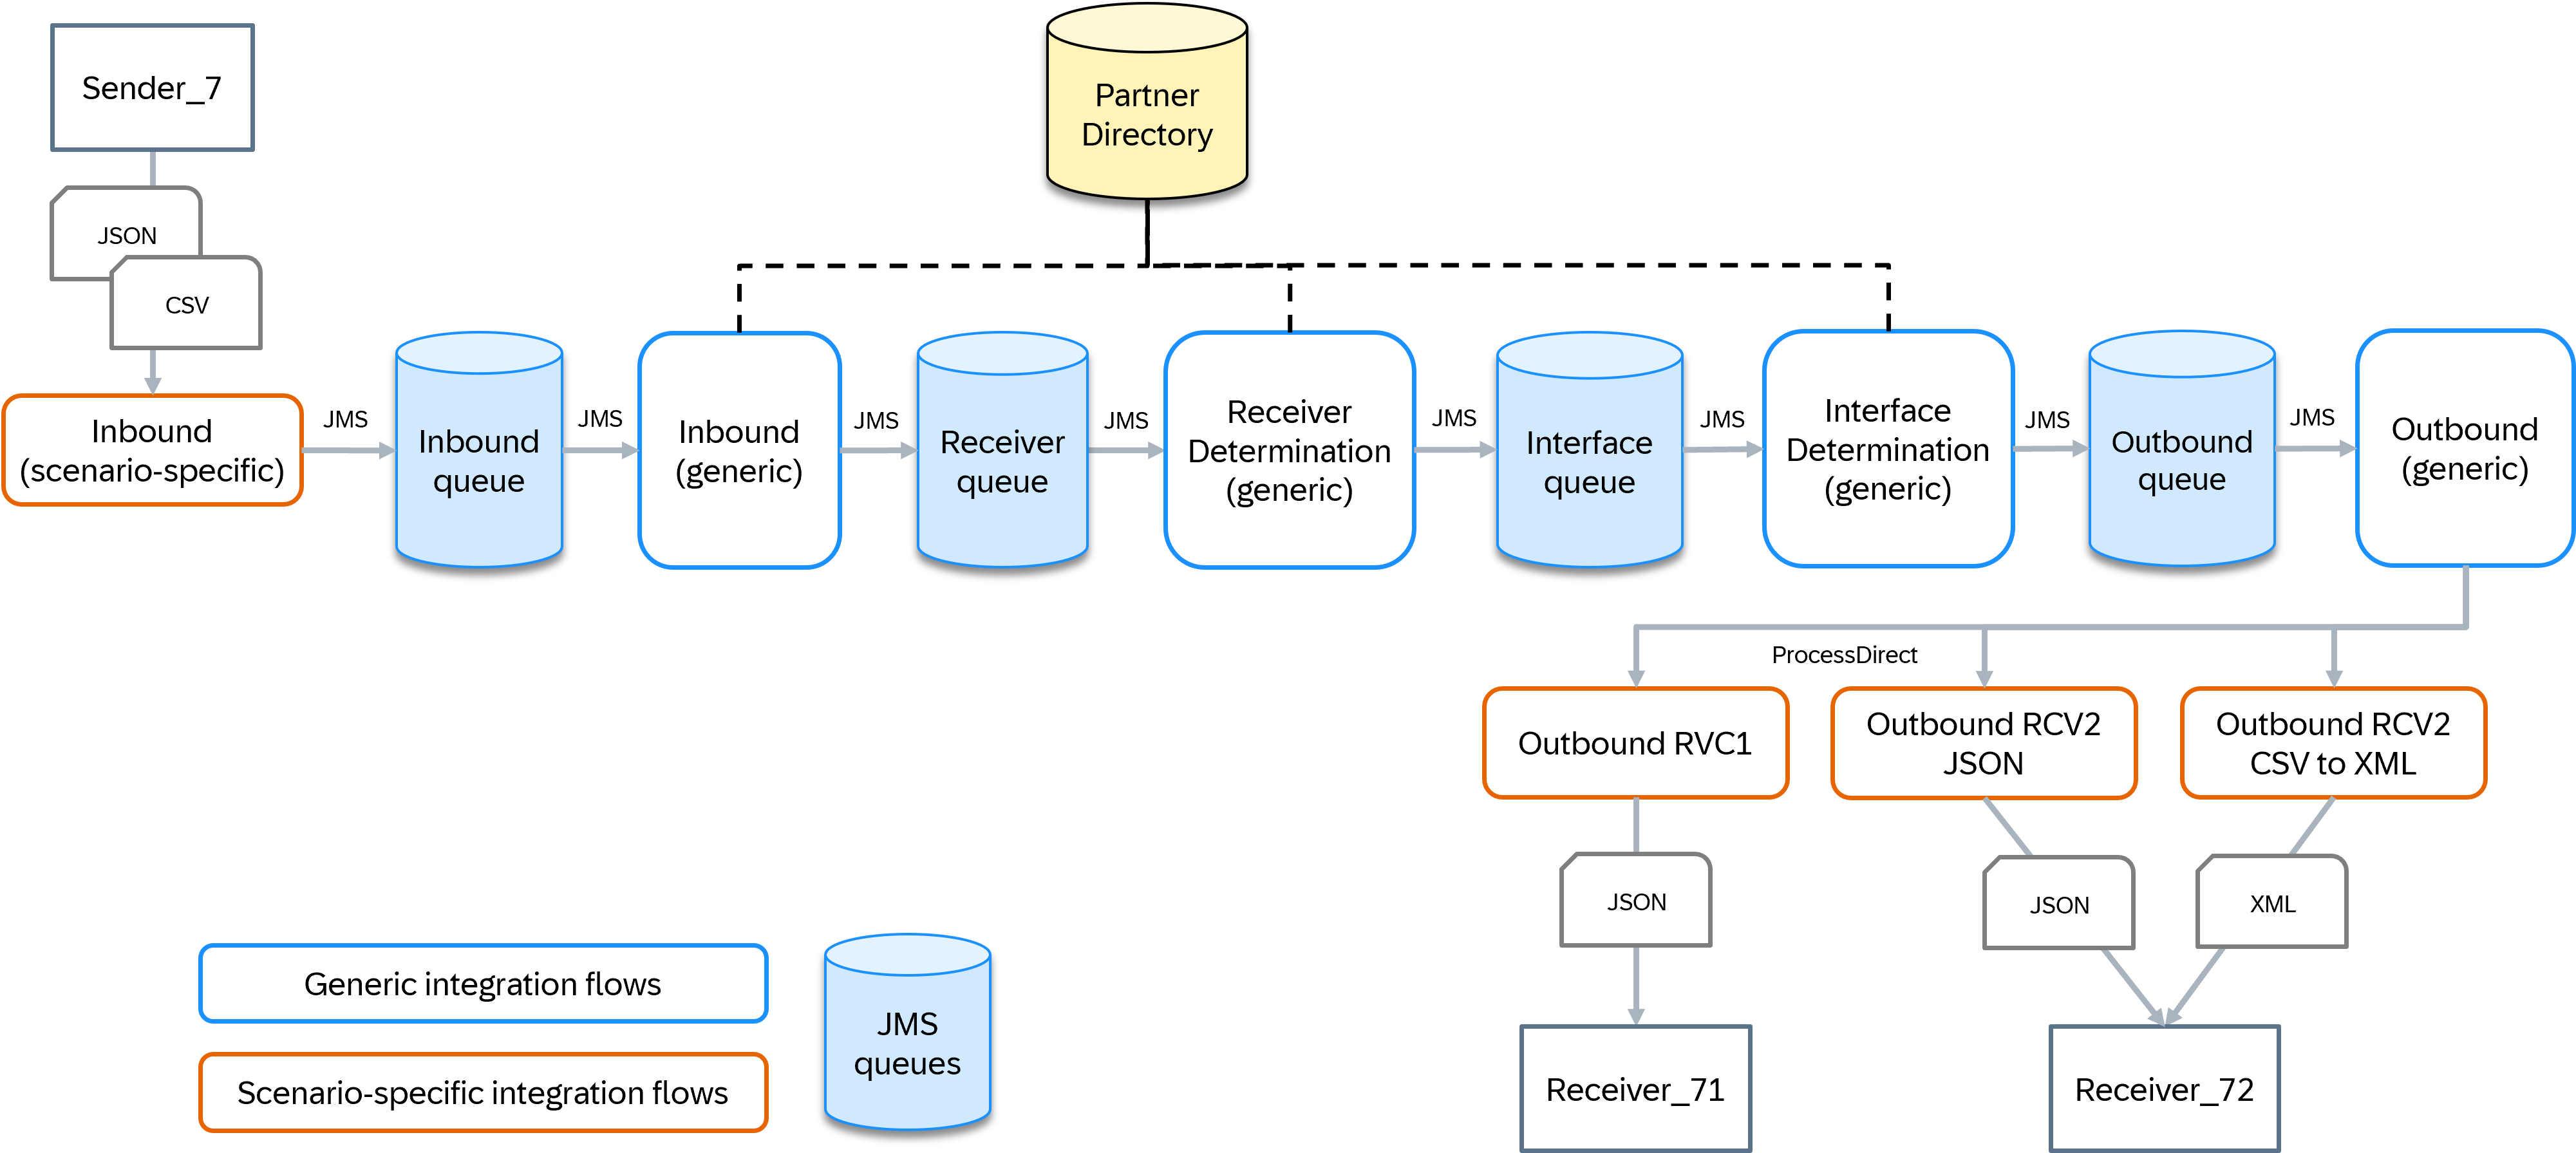 Sender_7
Partner
Directory
JSON
CSV
Inbound
(scenario-specific)
JMS
Inbound
queue
JMS
Inbound
(generic)
JMS
Receiver
queue
JMS
Receiver
Determination
(generic)
JMS
Interface
queue
JMS
Interface
Determination
(generic)
JMS
Outbound
queue
JMS
Outbound
(generic)
ProcessDirect
Outbound RVC1
Outbound RCV2
JSON
Outbound RCV2
CSV to XML
JSON
JSON
XML
Receiver_71
Receiver_72
Generic integration flows
Scenario-specific integration flows
JMS
queues